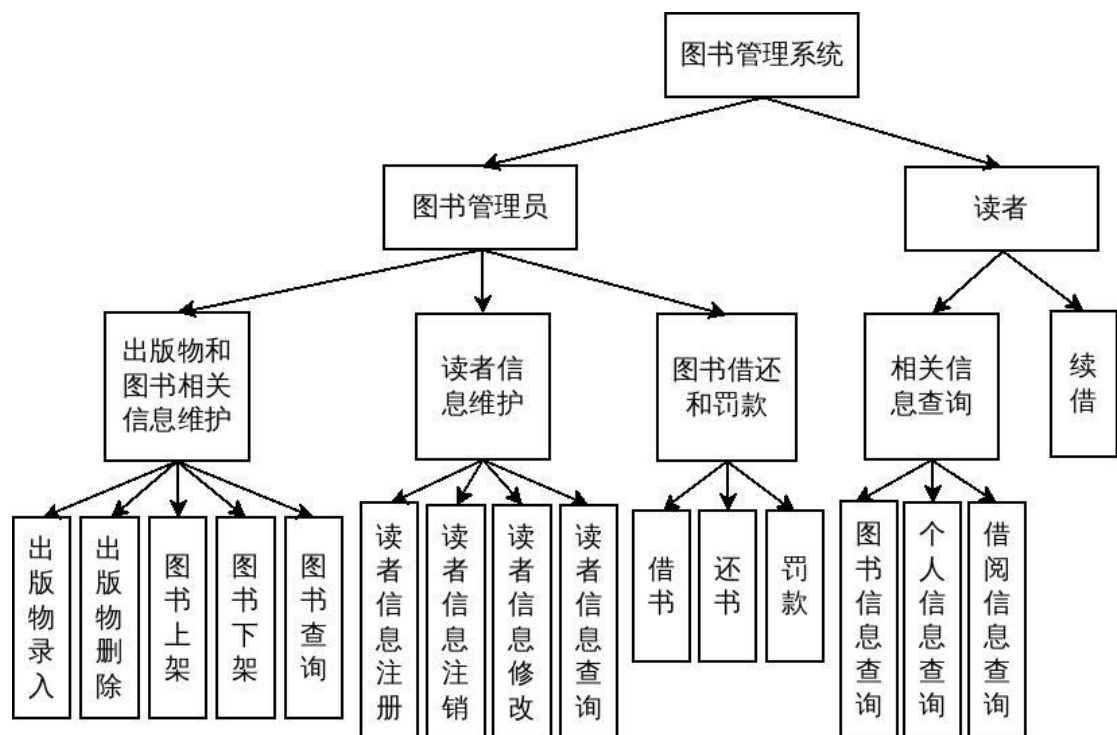 图书管理系统
图书管理员
读者
出版物和
图书相关
信息维护
读者信
息维护
图书借还
和罚款
相关信
息查询
续借
出版物录入
出版物删除
图书上架
图书下架
图书查询
读者信息注册
读者信息注销
读者信息修改
读者信息查询
借书
还书
罚款
图书信息查询
个人信息查询
借阅信息查询